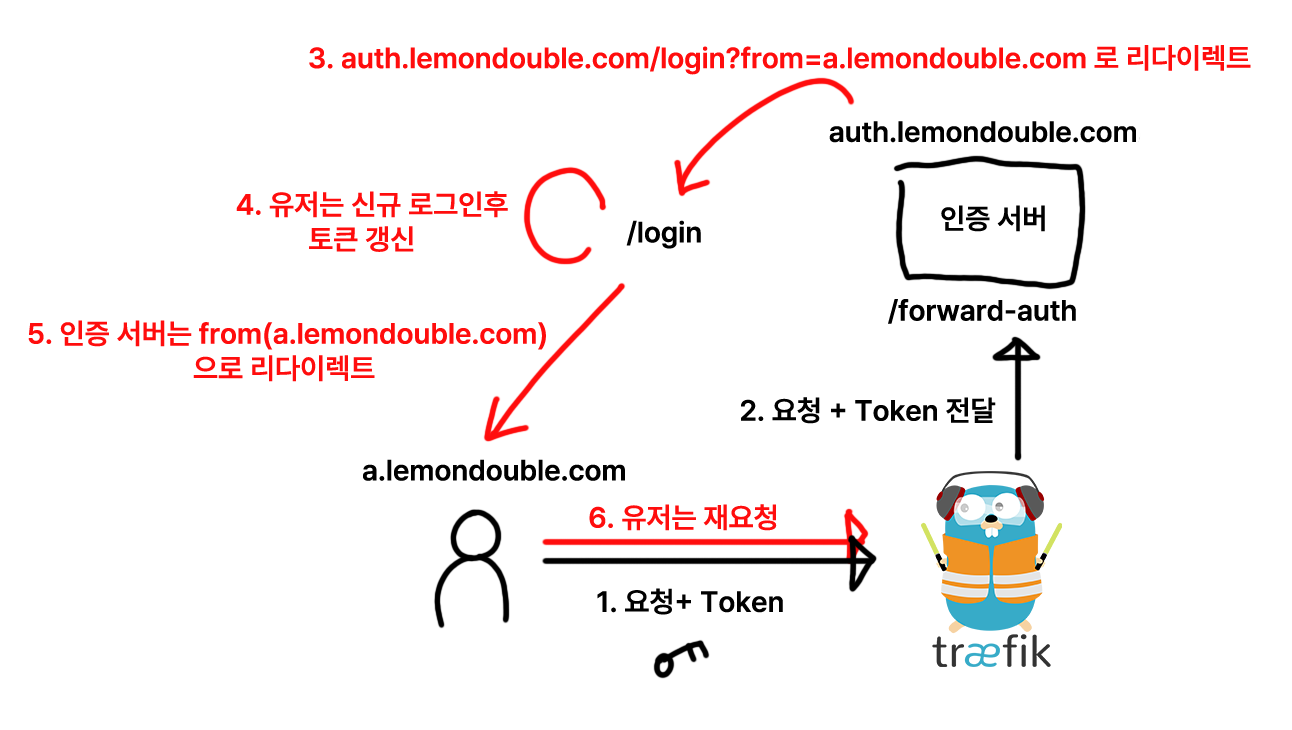 3. auth.lemondouble.com/login?from=a.lemondouble.com 로 리다이렉트
auth.lemondouble.com
4. 유저는 신규 로그인후
토큰 갱신
/login
인증 서버
/forward-auth
5. 인증 서버는 from(a.lemondouble.com)
으로 리다이렉트
2. 요청 + Token 전달
a.lemondouble.com
6. 유저는 재요청
1. 요청+ Token
træfik